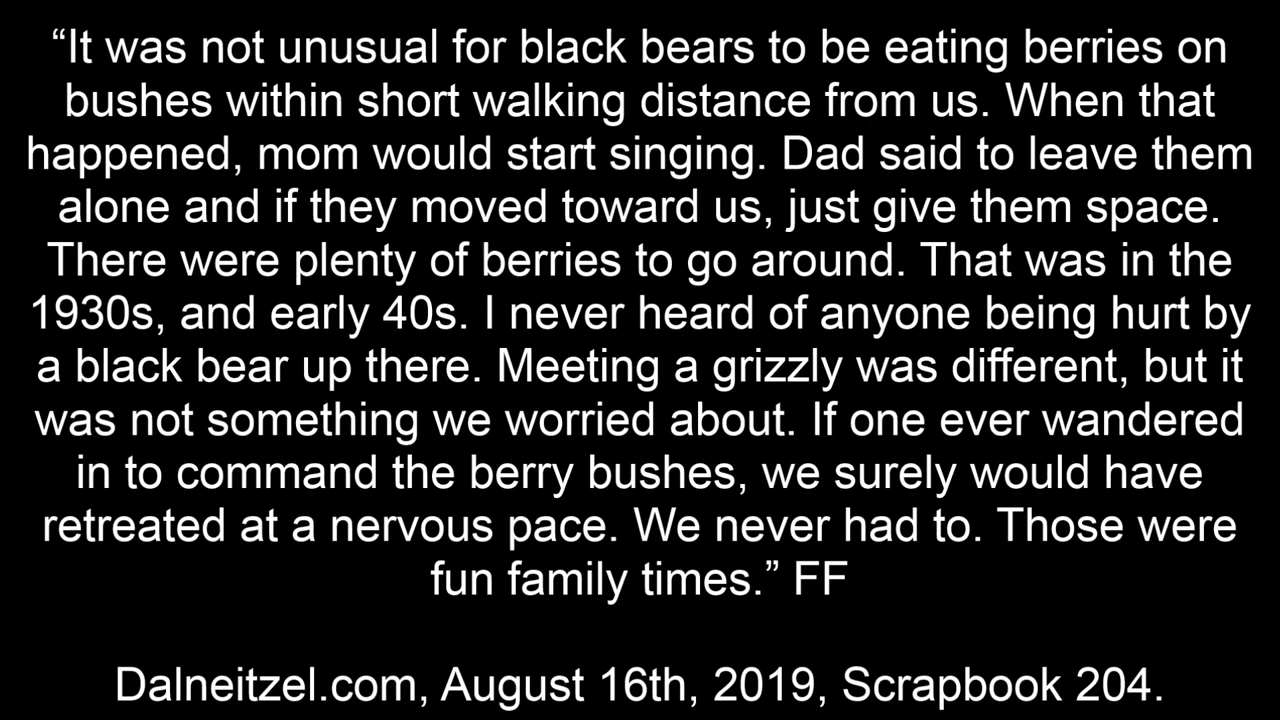 “It was not unusual for black bears to be eating berries on
bushes within short walking distance from us. When that
happened, mom would start singing. Dad said to leave them
alone and if they moved toward us, just give them space.
There were plenty of berries to go around. That was in the
1930s, and early 40s. I never heard of anyone being hurt by
a black bear up there. Meeting a grizzly was different, but it
was not something we worried about. If one ever wandered
in to command the berry bushes, we surely would have
retreated at a nervous pace. We never had to. Those were
fun family times.” FF
Dalneitzel.com, August 16th, 2019, Scrapbook 204.